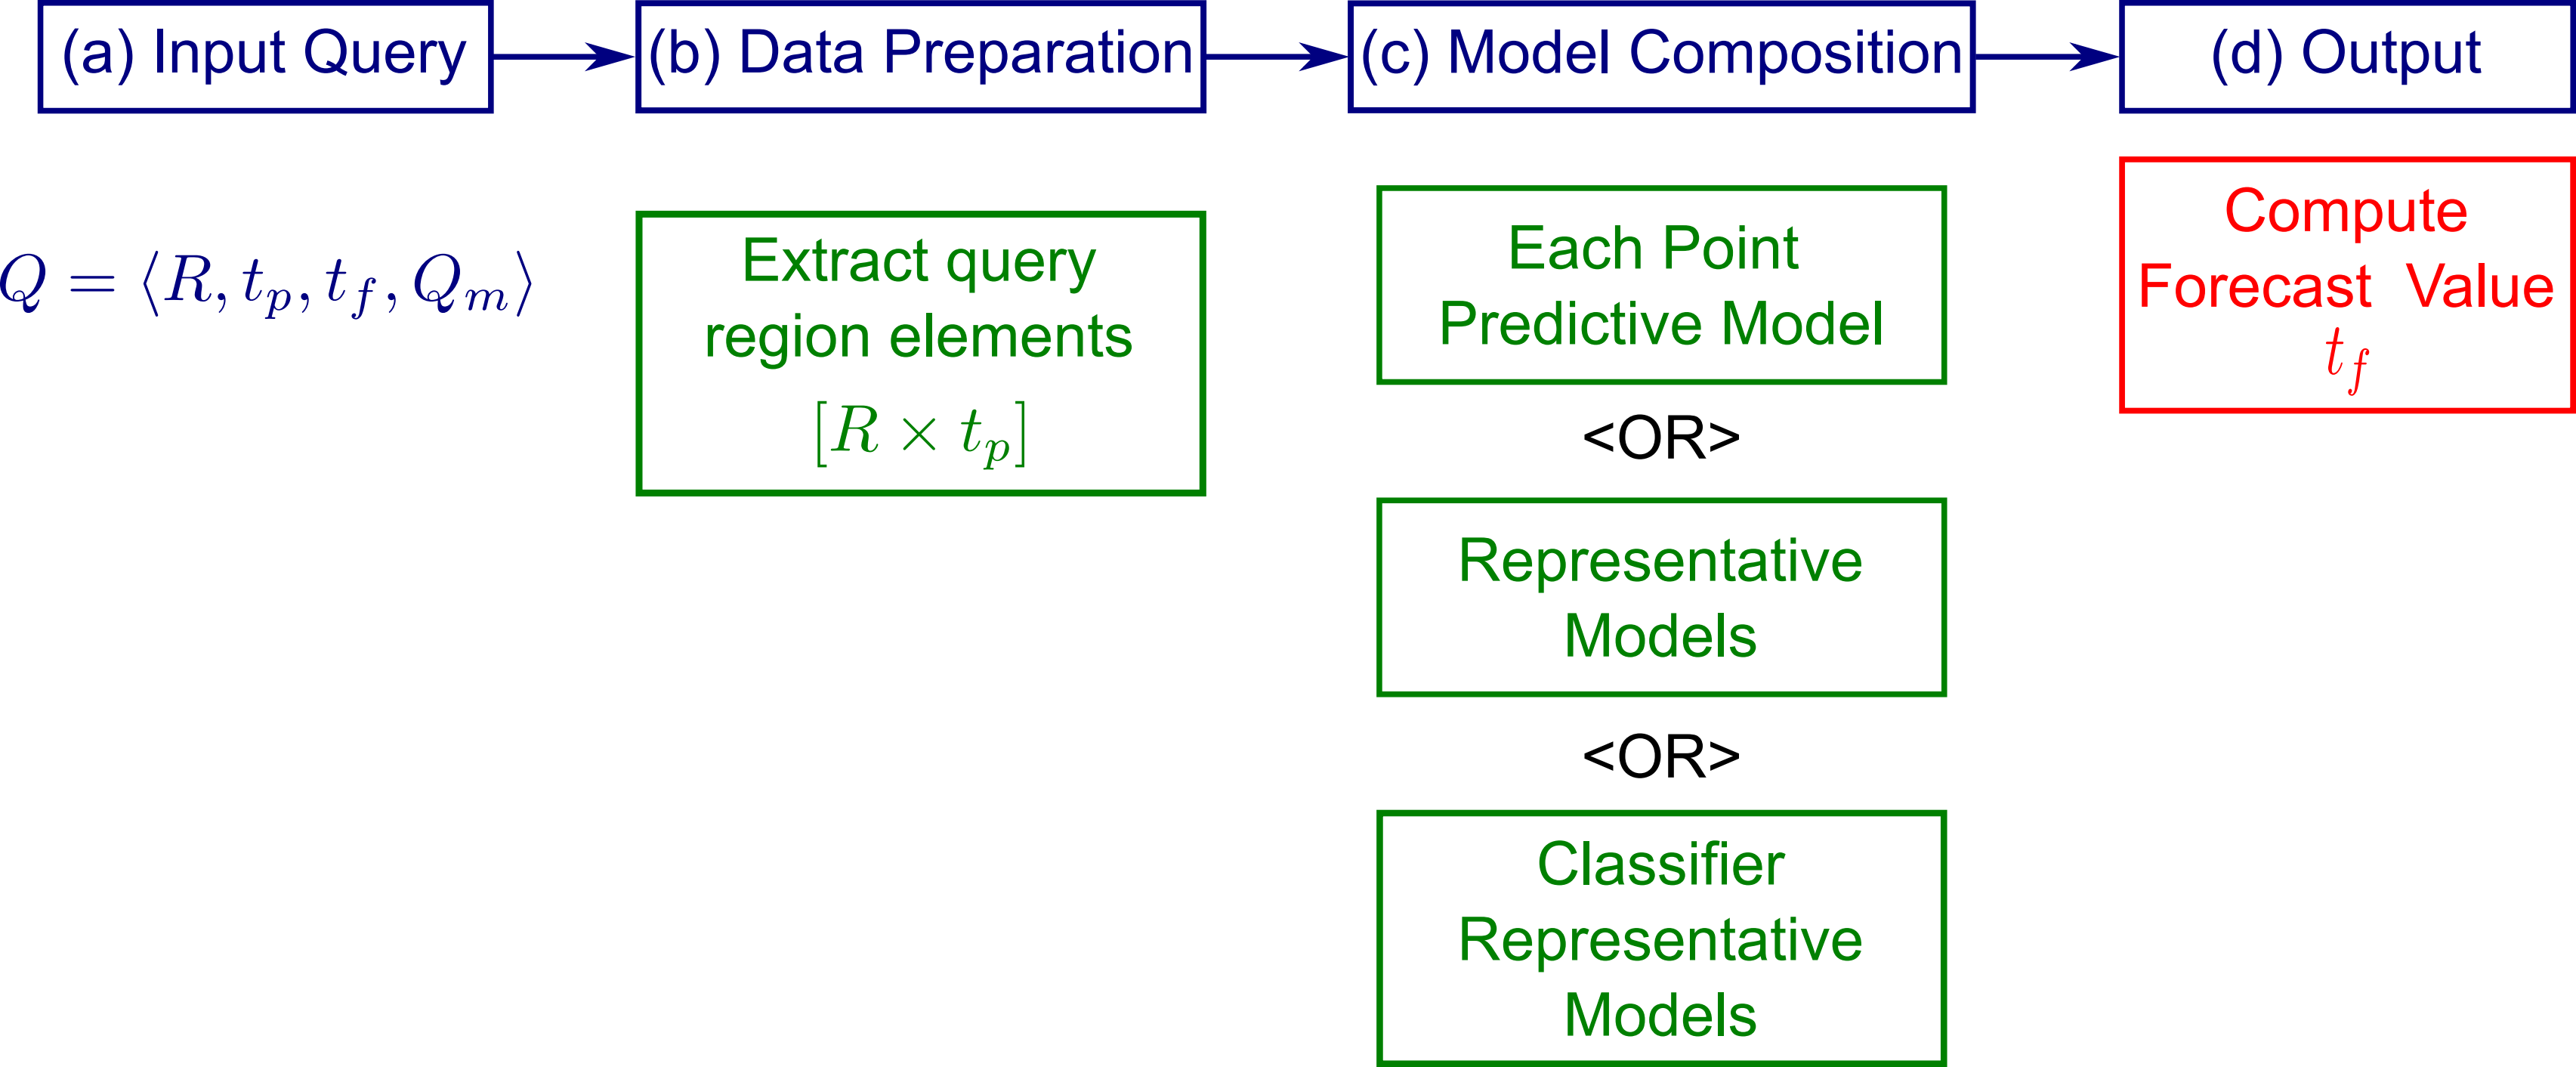 (a) Input Query
(b) Data Preparation
(c) Model Composition
(d) Output
Q = ⟨R, t_p, t_f, Q_m⟩
Extract query
region elements
[R × t_p]
Each Point
Predictive Model
<OR>
Representative
Models
<OR>
Classifier
Representative
Models
Compute
Forecast Value
t_f